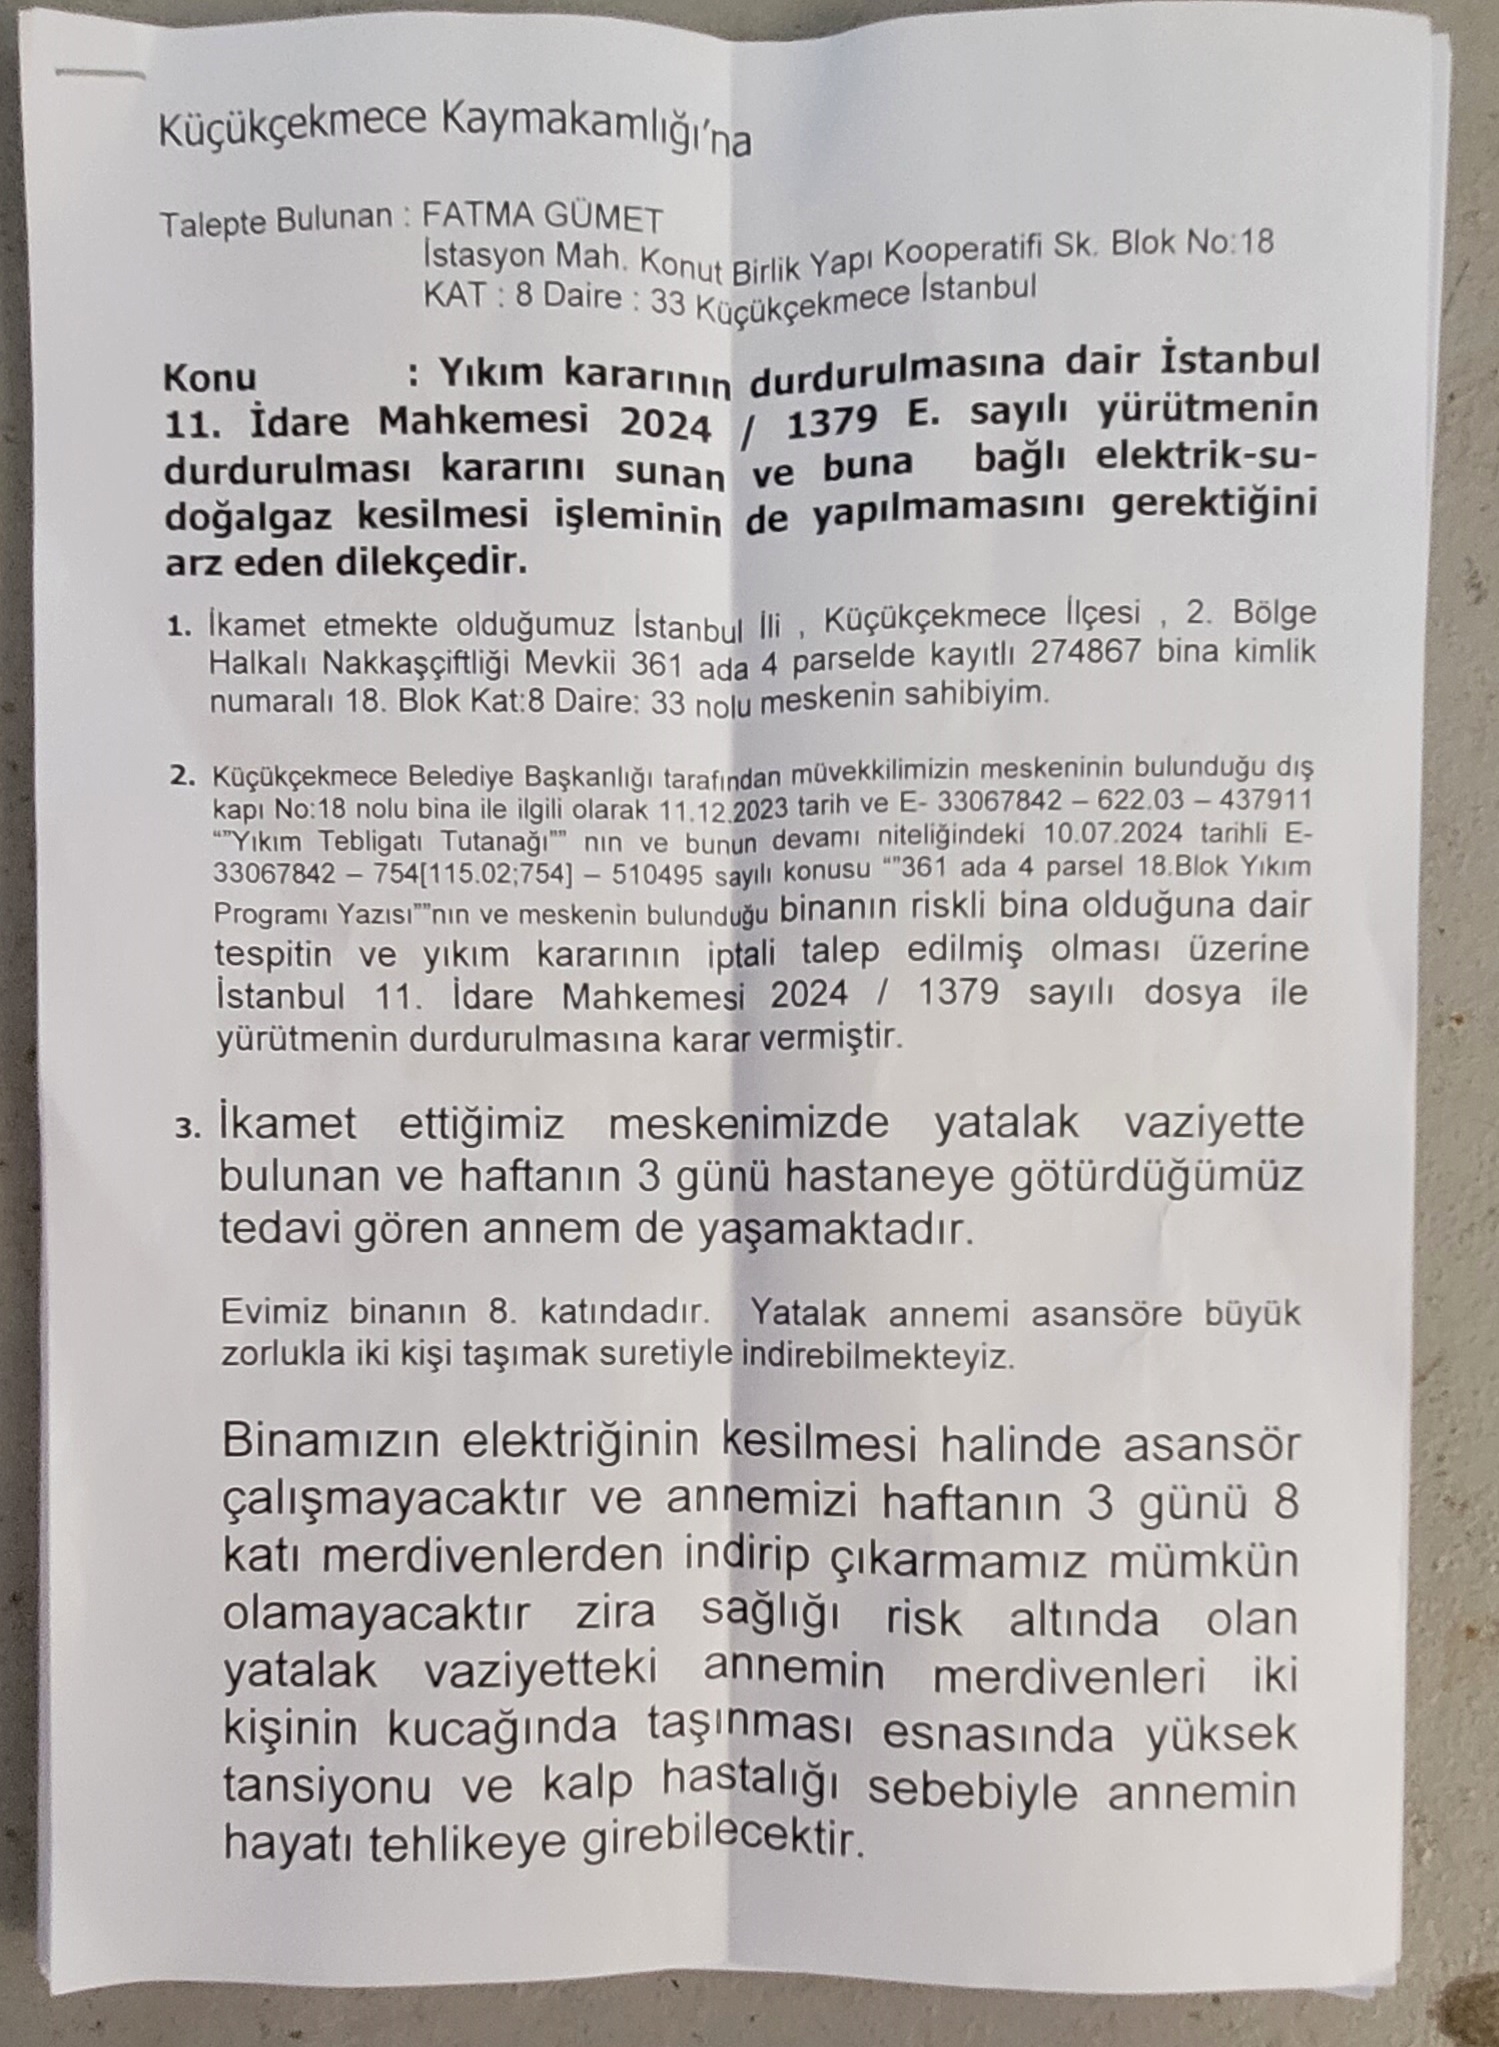 Küçükçekmece Kaymakamlığı'na
Talepte Bulunan : FATMA GÜMET
İstasyon Mah. Konut Birlik Yapı Kooperatifi Sk. Blok No:18
KAT : 8 Daire : 33 Küçükçekmece İstanbul
Konu : Yıkım kararının durdurulmasına dair İstanbul
11. İdare Mahkemesi 2024 / 1379 E. sayılı yürütmenin
durdurulması kararını sunan ve buna bağlı elektrik-su-
doğalgaz kesilmesi işleminin de yapılmamasını gerektiğini
arz eden dilekçedir.
1. İkamet etmekte olduğumuz İstanbul İli , Küçükçekmece İlçesi , 2. Bölge
Halkalı Nakkaşçiftliği Mevkii 361 ada 4 parselde kayıtlı 274867 bina kimlik
numaralı 18. Blok Kat:8 Daire: 33 nolu meskenin sahibiyim.
2. Küçükçekmece Belediye Başkanlığı tarafından müvekkilimizin meskeninin bulunduğu dış
kapı No:18 nolu bina ile ilgili olarak 11.12.2023 tarih ve E- 33067842 – 622.03 – 437911
“”Yıkım Tebligatı Tutanağı”” nın ve bunun devamı niteliğindeki 10.07.2024 tarihli E-
33067842 – 754[115.02;754] – 510495 sayılı konusu “”361 ada 4 parsel 18.Blok Yıkım
Programı Yazısı””nın ve meskenin bulunduğu binanın riskli bina olduğuna dair
tespitin ve yıkım kararının iptali talep edilmiş olması üzerine
İstanbul 11. İdare Mahkemesi 2024 / 1379 sayılı dosya ile
yürütmenin durdurulmasına karar vermiştir.
3. İkamet ettiğimiz meskenimizde yatalak vaziyette
bulunan ve haftanın 3 günü hastaneye götürdüğümüz
tedavi gören annem de yaşamaktadır.
Evimiz binanın 8. katındadır. Yatalak annemi asansöre büyük
zorlukla iki kişi taşımak suretiyle indirebilmekteyiz.
Binamızın elektriğinin kesilmesi halinde asansör
çalışmayacaktır ve annemizi haftanın 3 günü 8
katı merdivenlerden indirip çıkarmamız mümkün
olamayacaktır zira sağlığı risk altında olan
yatalak vaziyetteki annemin merdivenleri iki
kişinin kucağında taşınması esnasında yüksek
tansiyonu ve kalp hastalığı sebebiyle annemin
hayatı tehlikeye girebilecektir.